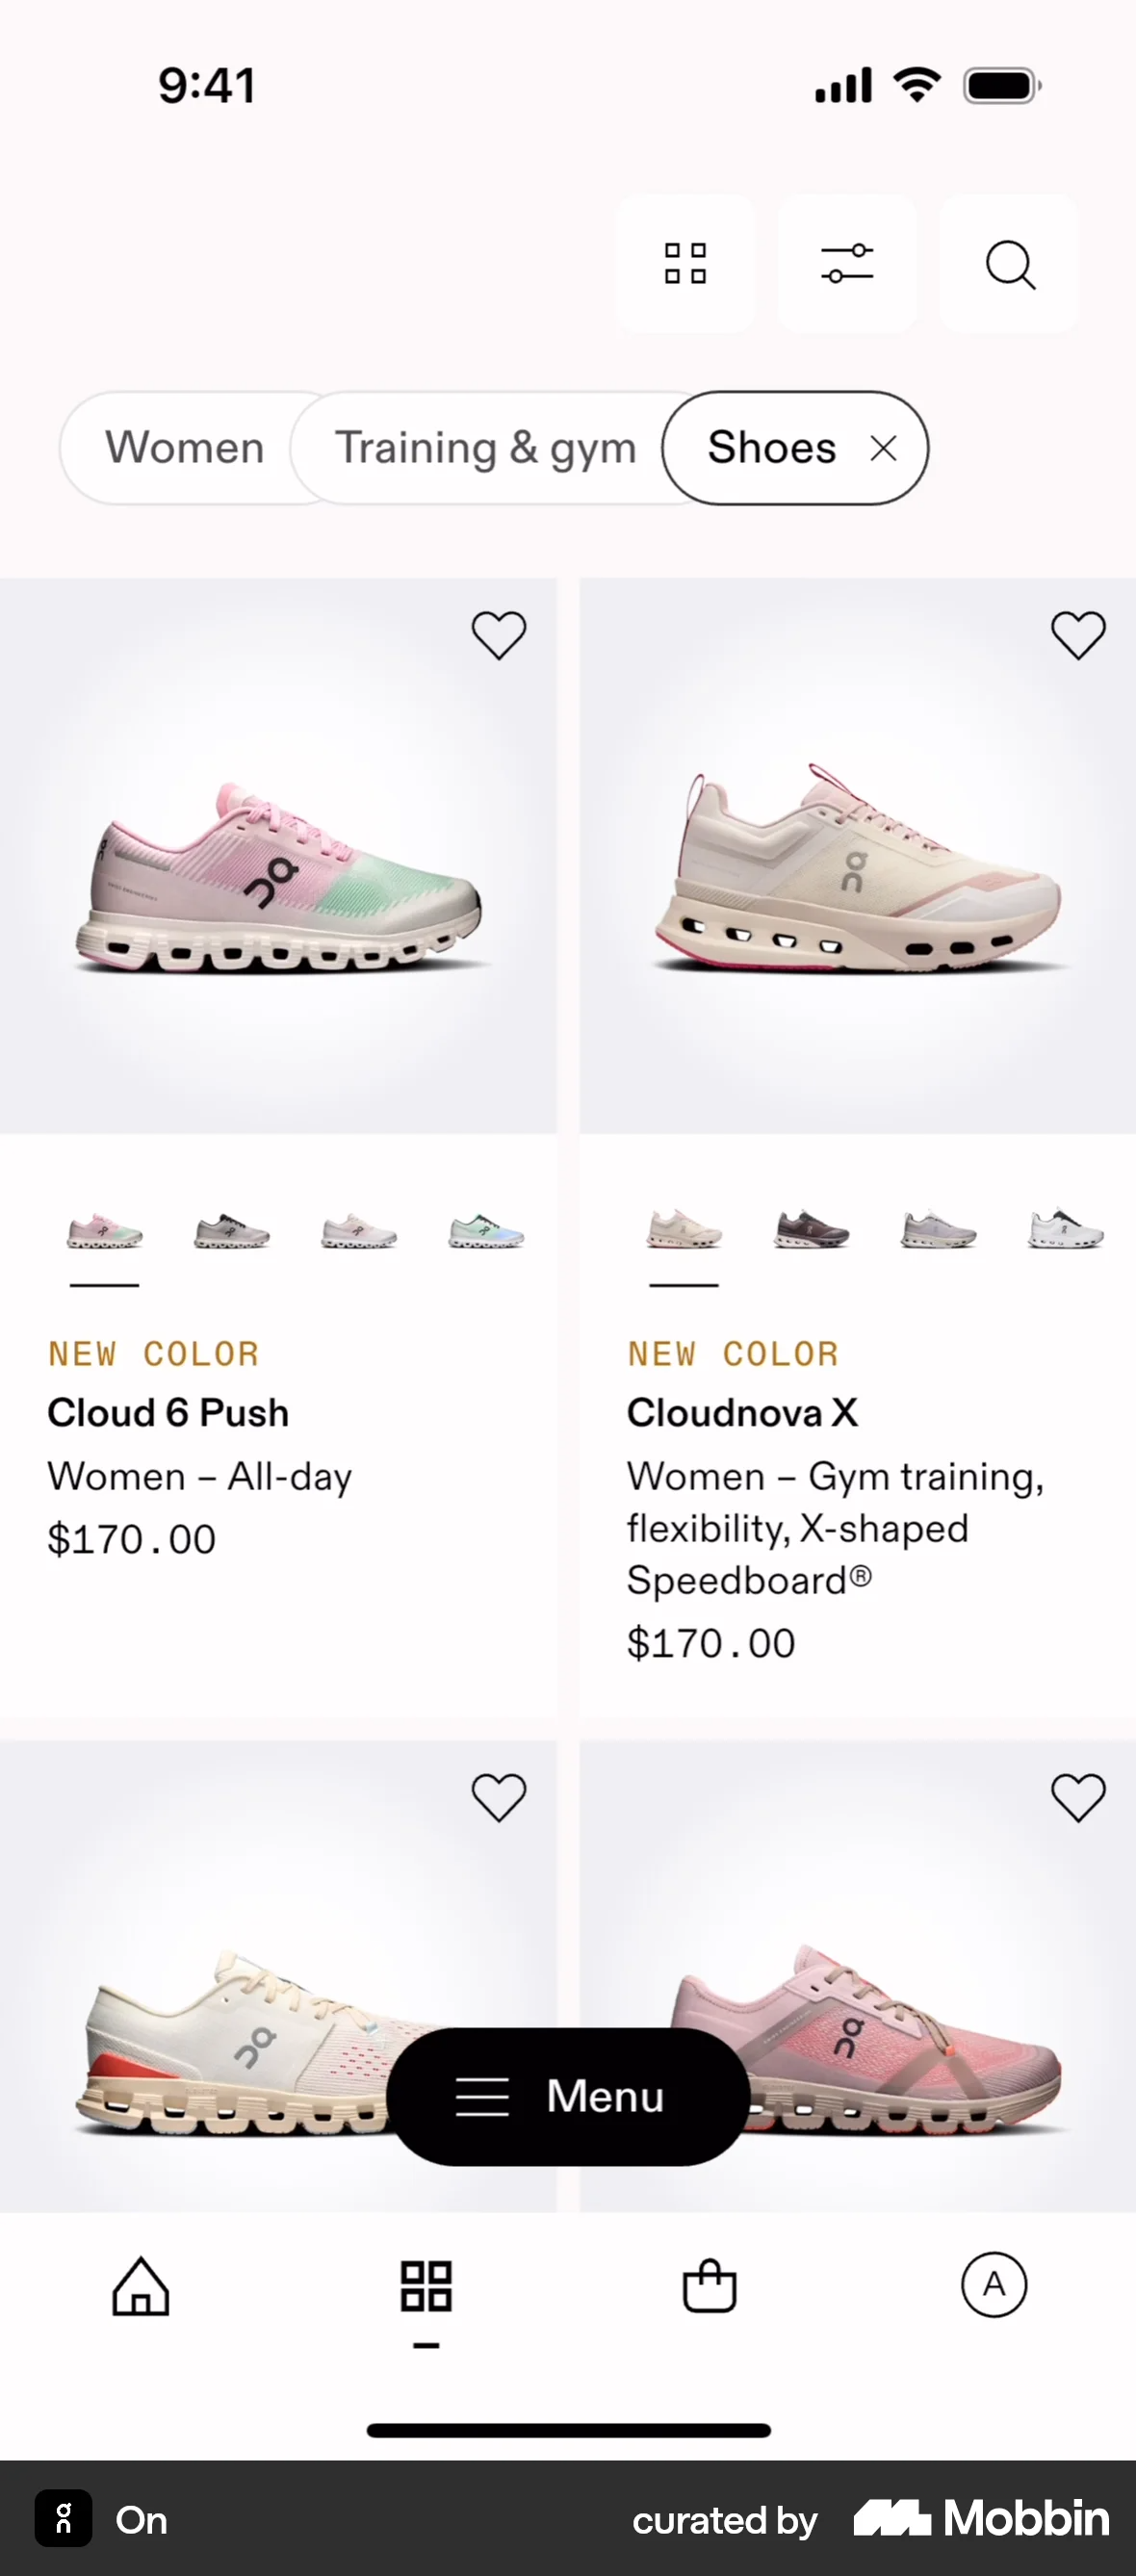 9:41
Women
Training & gym
Shoes
NEW COLOR
Cloud 6 Push
Women – All-day
$170.00
NEW COLOR
Cloudnova X
Women – Gym training,
flexibility, X-shaped
Speedboard®
$170.00
Menu
A
On
curated by Mobbin